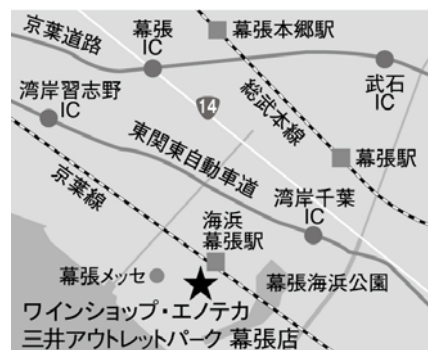 京葉道路
幕張
IC
幕張本郷駅
武石
IC
湾岸習志野
IC
14
総武本線
東関東自動車道
幕張駅
京葉線
湾岸千葉
IC
海浜
幕張駅
幕張メッセ
幕張海浜公園
ワインショップ・エノテカ
三井アウトレットパーク 幕張店